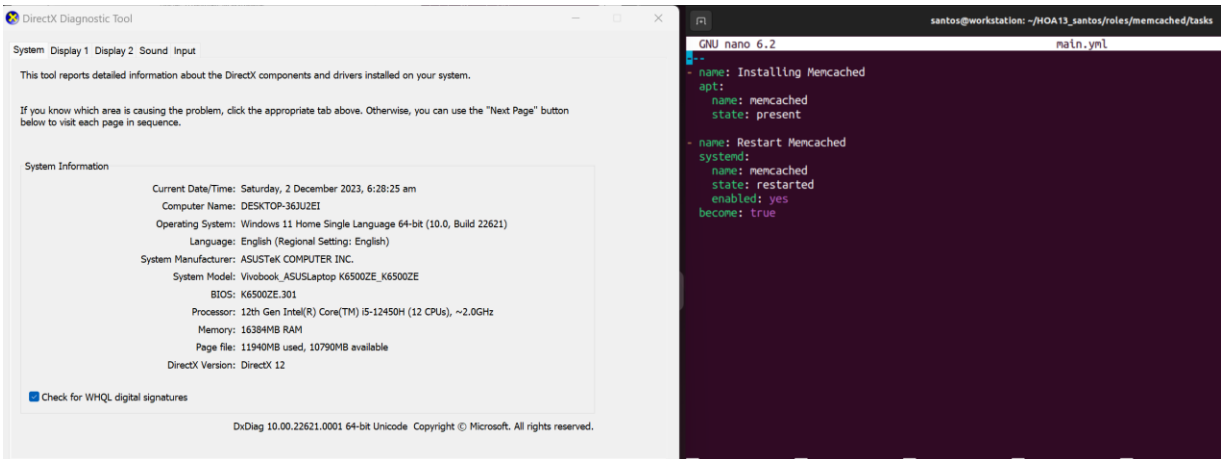 DirectX Diagnostic Tool
System Display 1 Display 2 Sound Input
This tool reports detailed information about the DirectX components and drivers installed on your system.
If you know which area is causing the problem, click the appropriate tab above. Otherwise, you can use the "Next Page" button
below to visit each page in sequence.
System Information
Current Date/Time: Saturday, 2 December 2023, 6:28:25 am
Computer Name: DESKTOP-36JU2EI
Operating System: Windows 11 Home Single Language 64-bit (10.0, Build 22621)
Language: English (Regional Setting: English)
System Manufacturer: ASUSTeK COMPUTER INC.
System Model: Vivobook_ASUSLaptop K6500ZE_K6500ZE
BIOS: K6500ZE.301
Processor: 12th Gen Intel(R) Core(TM) i5-12450H (12 CPUs), ~2.0GHz
Memory: 16384MB RAM
Page file: 11940MB used, 10790MB available
DirectX Version: DirectX 12
Check for WHQL digital signatures
DxDiag 10.00.22621.0001 64-bit Unicode Copyright © Microsoft. All rights reserved.
santos@workstation: ~/HOA13_santos/roles/memcached/tasks
GNU nano 6.2 main.yml
---
- name: Installing Memcached
  apt:
    name: memcached
    state: present
- name: Restart Memcached
  systemd:
    name: memcached
    state: restarted
    enabled: yes
  become: true